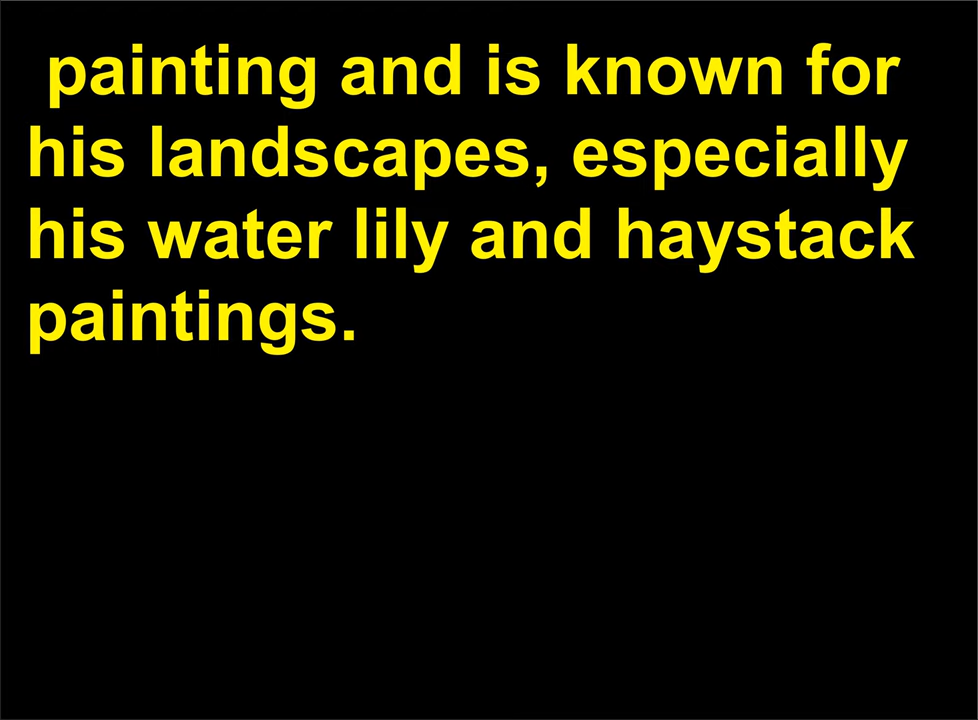 painting and is known for
his landscapes, especially
his water lily and haystack
paintings.